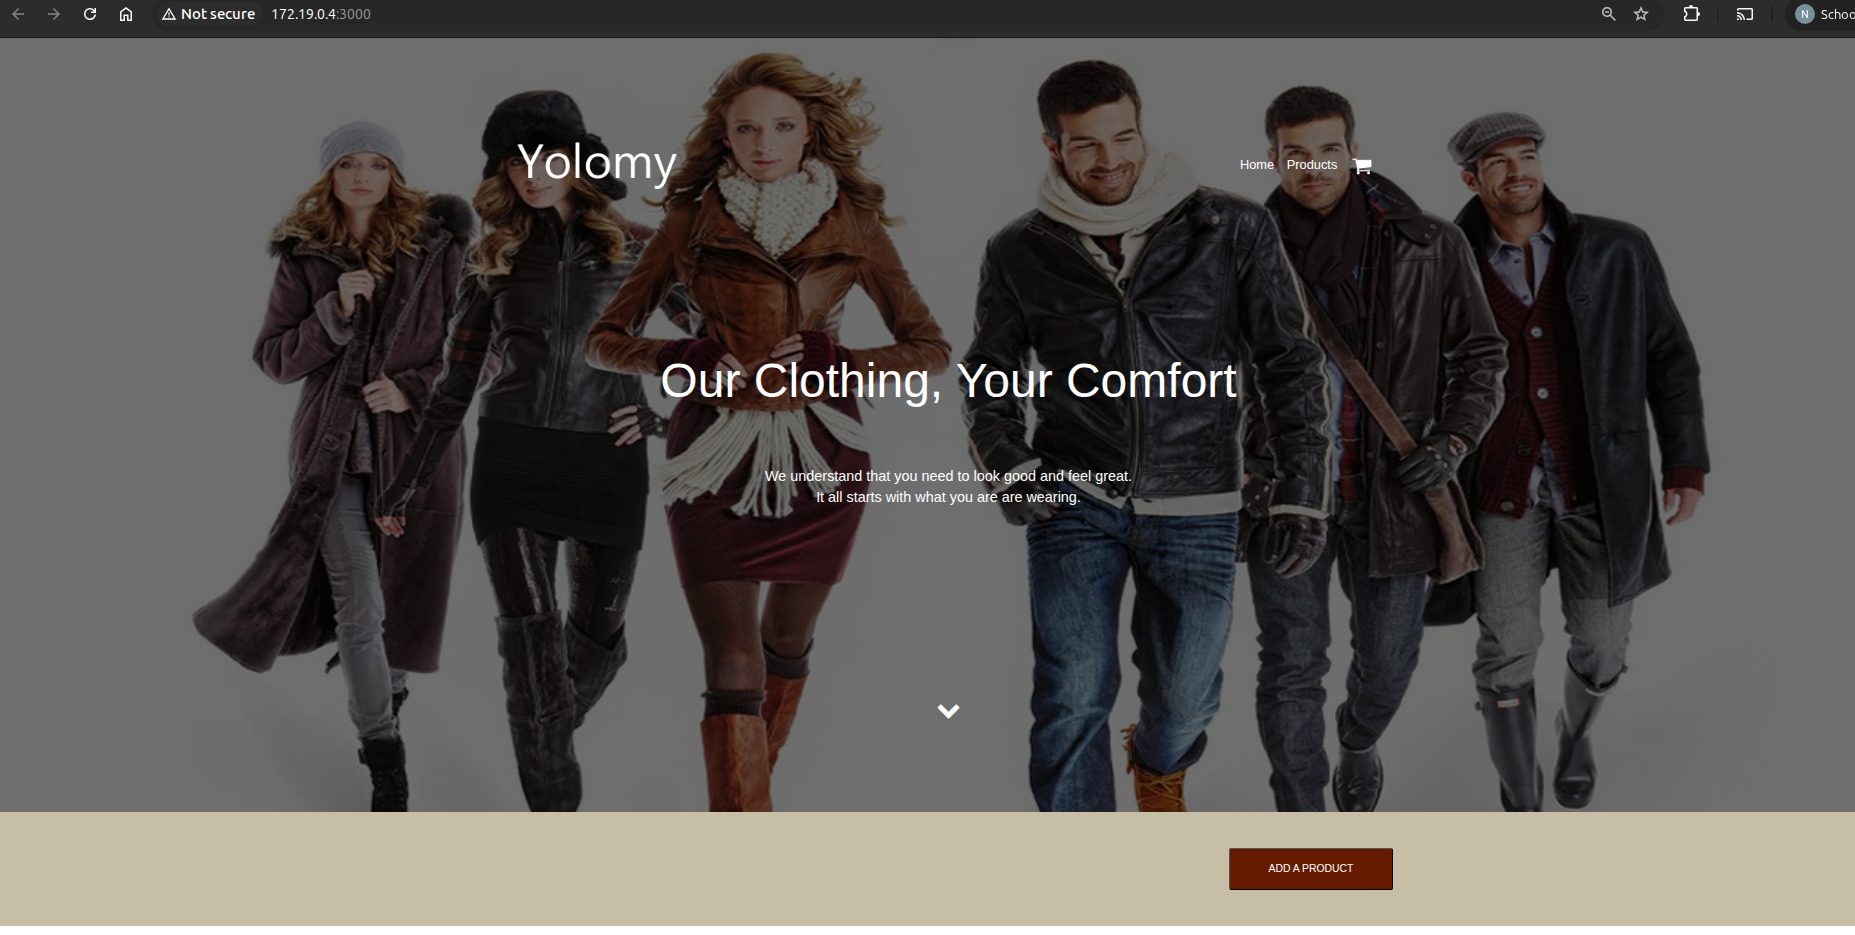 Not secure 172.19.0.4:3000
N Schoo
Yolomy
Home Products
Our Clothing, Your Comfort
We understand that you need to look good and feel great.
It all starts with what you are are wearing.
ADD A PRODUCT